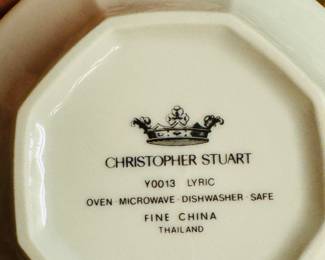 CHRISTOPHER STUART
Y0013 LYRIC
OVEN · MICROWAVE · DISHWASHER · SAFE
FINE CHINA
THAILAND